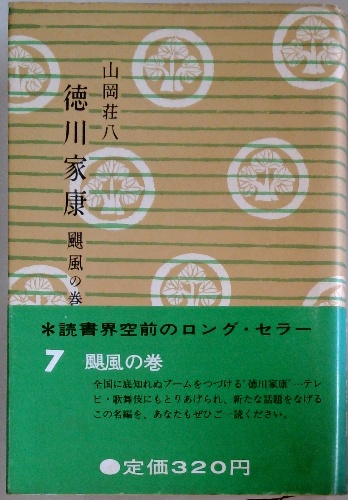 山岡荘八
徳川家康
颶風の巻
＊読書界空前のロング・セラー
7 颶風の巻
全国に底知れぬブームをつづける"徳川家康"…テレ
ビ・歌舞伎にもとりあげられ、新たな話題をなげる
この名編を、あなたもぜひご一読ください。
●定価320円